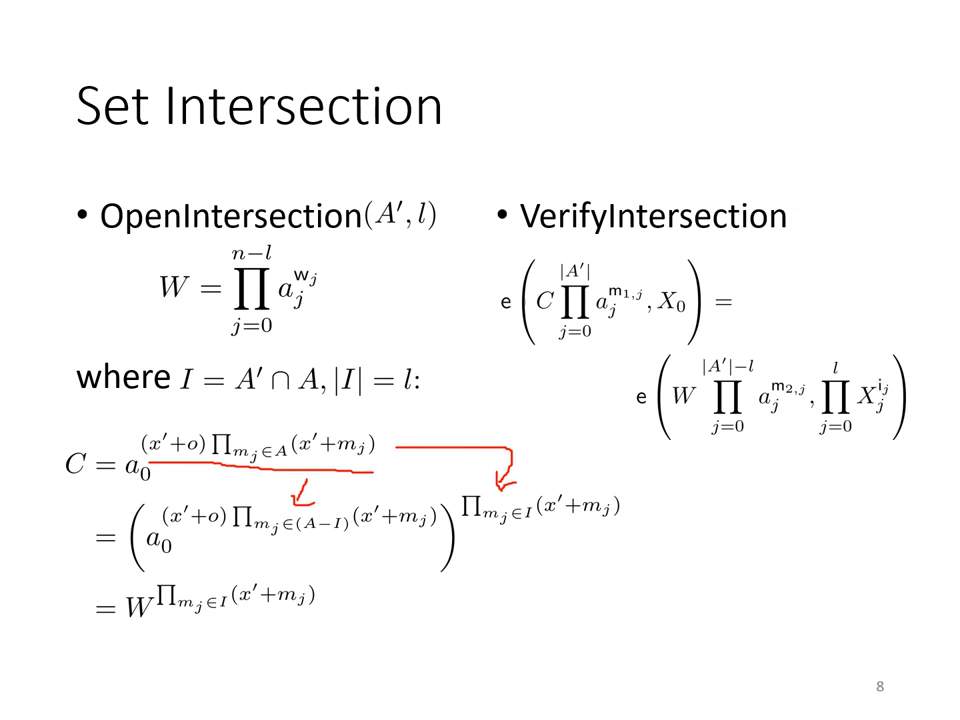 Set Intersection
• OpenIntersection(A′, l)
W = ∏_{j=0}^{n−l} a_j^{w_j}
where I = A′ ∩ A, |I| = l:
C = a_0^{(x′+o) ∏_{m_j∈A}(x′+m_j)}
= (a_0^{(x′+o) ∏_{m_j∈(A−I)}(x′+m_j)})^{∏_{m_j∈I}(x′+m_j)}
= W^{∏_{m_j∈I}(x′+m_j)}
• VerifyIntersection
e(C ∏_{j=0}^{|A′|} a_j^{m_{1,j}}, X_0) =
e(W ∏_{j=0}^{|A′|−l} a_j^{m_{2,j}}, ∏_{j=0}^{l} X_j^{i_j})
8